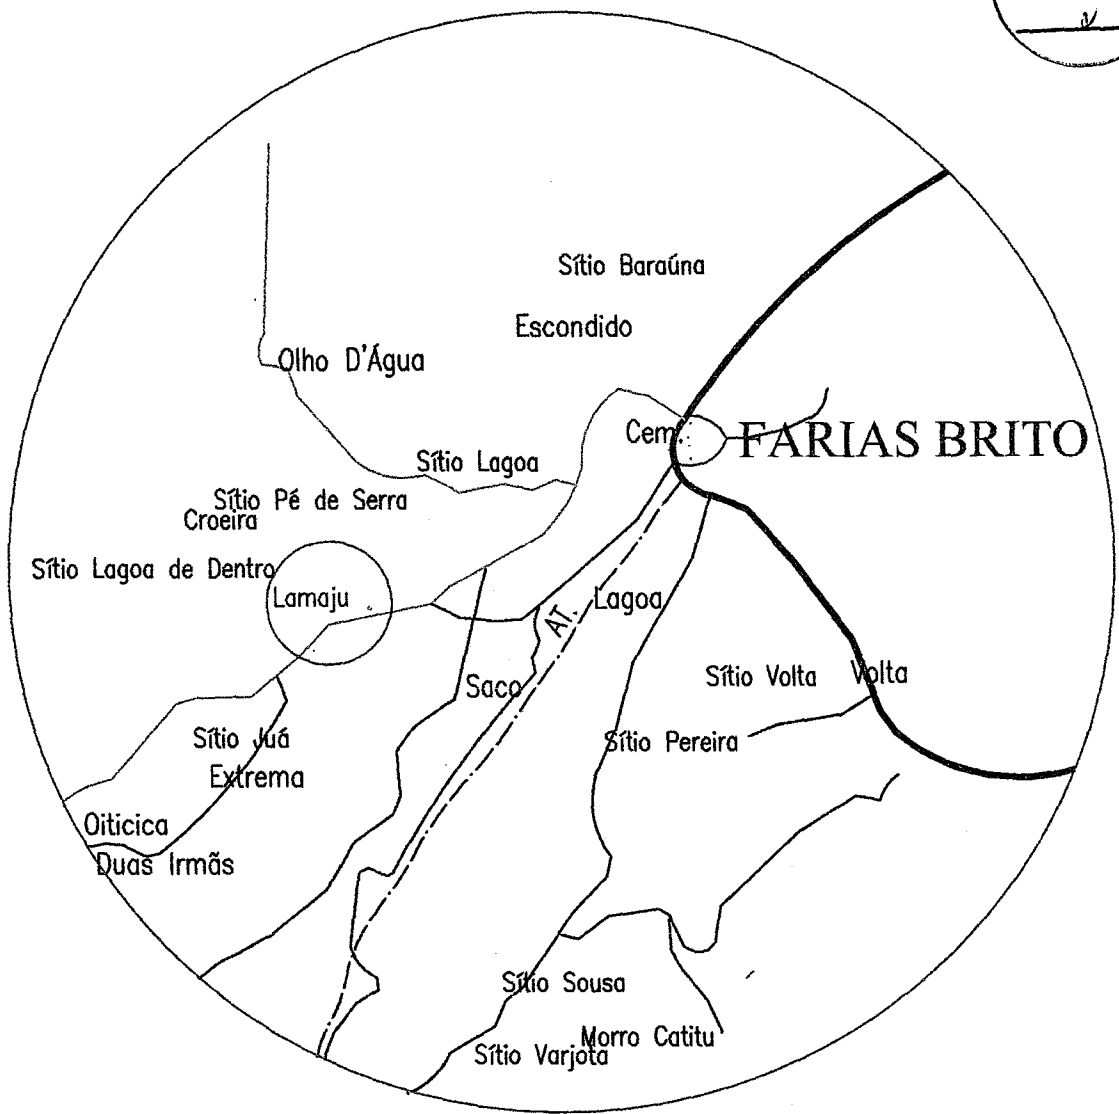 Sítio Baraúna
Escondido
Olho D'Água
Cem.
FARIAS BRITO
Sítio Lagoa
Sítio Pé de Serra
Croeira
Sítio Lagoa de Dentro
Lamaju
Lagoa
AT.
Sítio Volta
Volta
Saco
Sítio Juá
Sítio Pereira
Extrema
Oiticica
Duas Irmãs
Sítio Sousa
Morro Catitu
Sítio Varjota